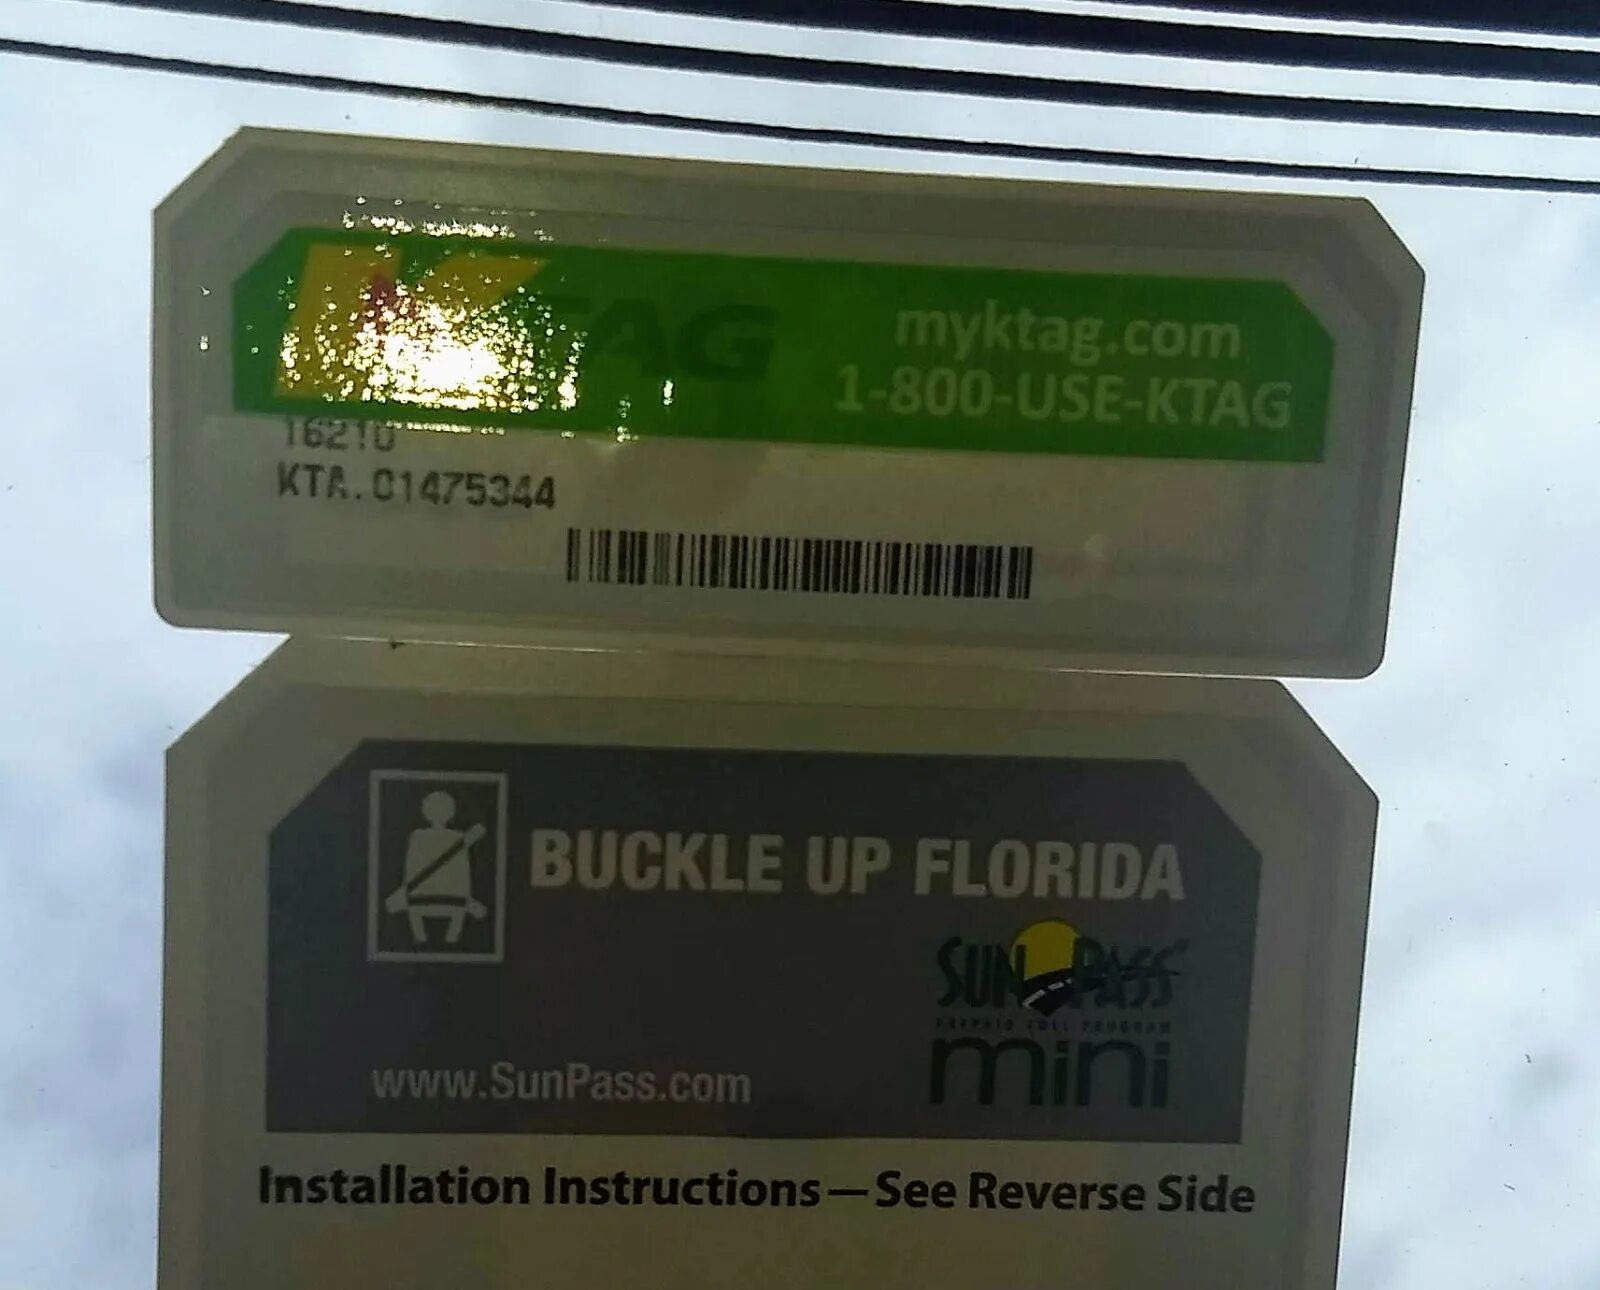 KTAG
myktag.com
1-800-USE-KTAG
16210
KTA.01475344
BUCKLE UP FLORIDA
SUNPASS
PREPAID TOLL PROGRAM
mini
www.SunPass.com
Installation Instructions—See Reverse Side